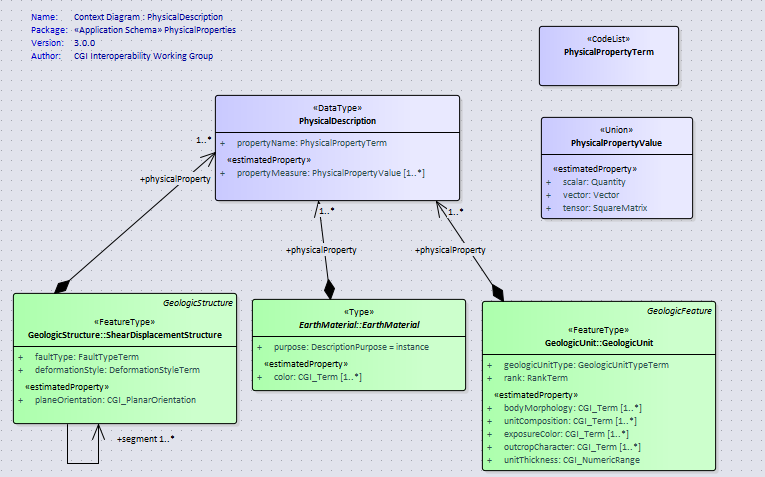 Name: Context Diagram : PhysicalDescription
Package: «Application Schema» PhysicalProperties
Version: 3.0.0
Author: CGI Interoperability Working Group
«CodeList»
PhysicalPropertyTerm
«DataType»
PhysicalDescription
+ propertyName: PhysicalPropertyTerm
«estimatedProperty»
+ propertyMeasure: PhysicalPropertyValue [1..*]
«Union»
PhysicalPropertyValue
«estimatedProperty»
+ scalar: Quantity
+ vector: Vector
+ tensor: SquareMatrix
1..*
+physicalProperty
1..*
+physicalProperty
1..*
+physicalProperty
GeologicStructure
«FeatureType»
GeologicStructure::ShearDisplacementStructure
+ faultType: FaultTypeTerm
+ deformationStyle: DeformationStyleTerm
«estimatedProperty»
+ planeOrientation: CGI_PlanarOrientation
+segment 1..*
«Type»
EarthMaterial::EarthMaterial
+ purpose: DescriptionPurpose = instance
«estimatedProperty»
+ color: CGI_Term [1..*]
GeologicFeature
«FeatureType»
GeologicUnit::GeologicUnit
+ geologicUnitType: GeologicUnitTypeTerm
+ rank: RankTerm
«estimatedProperty»
+ bodyMorphology: CGI_Term [1..*]
+ unitComposition: CGI_Term [1..*]
+ exposureColor: CGI_Term [1..*]
+ outcropCharacter: CGI_Term [1..*]
+ unitThickness: CGI_NumericRange